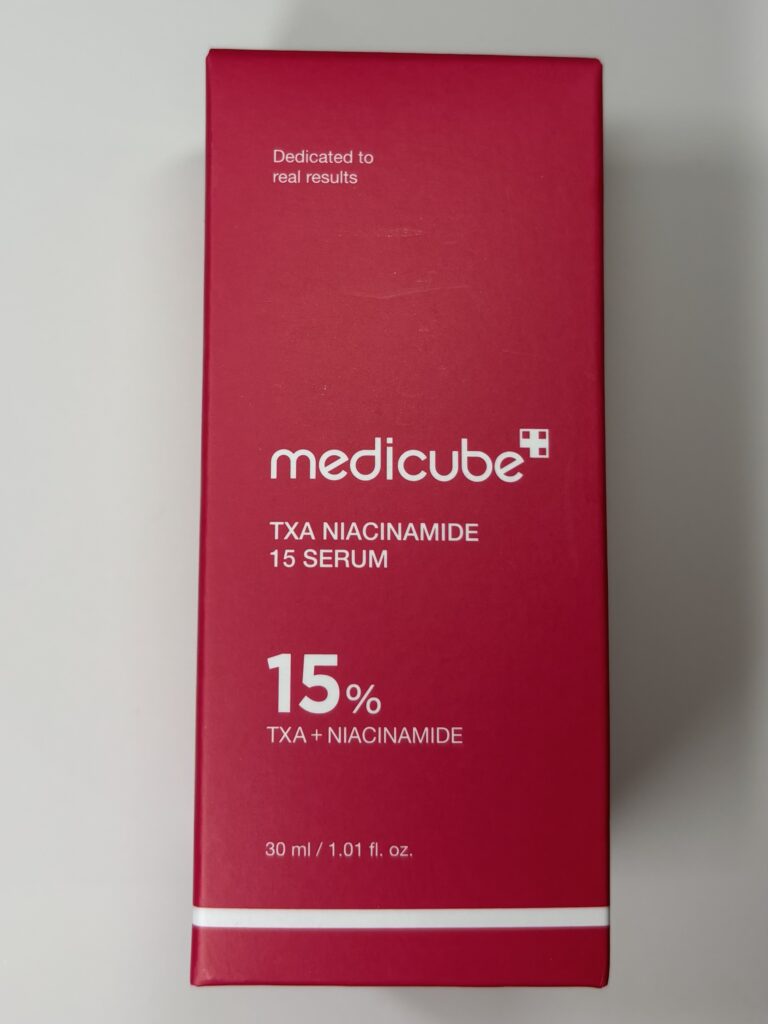 Dedicated to
real results
medicube
TXA NIACINAMIDE
15 SERUM
15%
TXA + NIACINAMIDE
30 ml / 1.01 fl. oz.